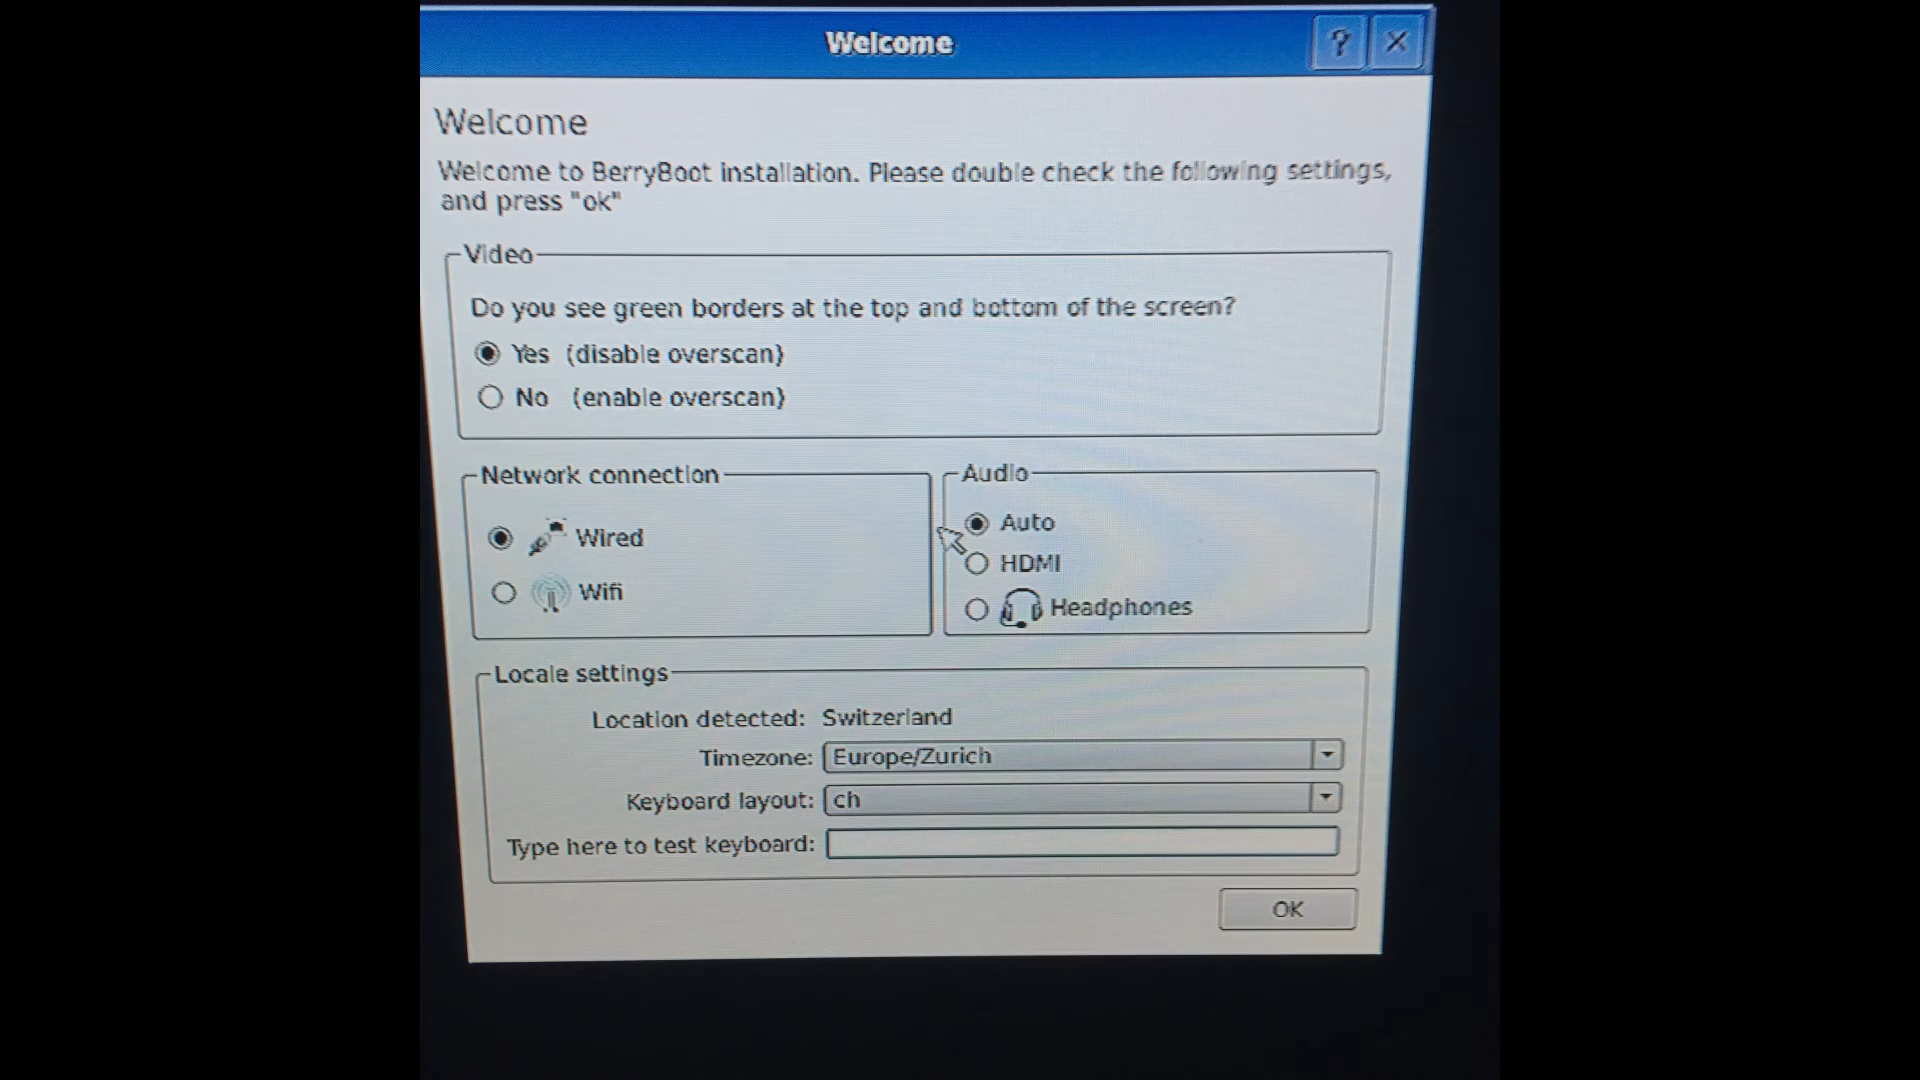 Welcome
Welcome
Welcome to BerryBoot installation. Please double check the following settings,
and press "ok"
Video
Do you see green borders at the top and bottom of the screen?
Yes (disable overscan)
No (enable overscan)
Network connection
Wired
Wifi
Audio
Auto
HDMI
Headphones
Locale settings
Location detected: Switzerland
Timezone: Europe/Zurich
Keyboard layout: ch
Type here to test keyboard:
OK